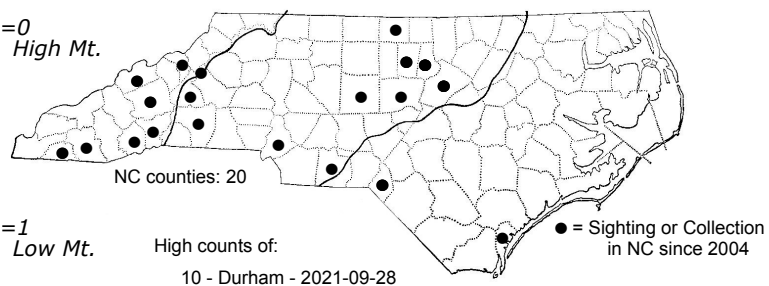 =0
High Mt.
NC counties: 20
=1
Low Mt.
High counts of:
10 - Durham - 2021-09-28
● = Sighting or Collection
in NC since 2004